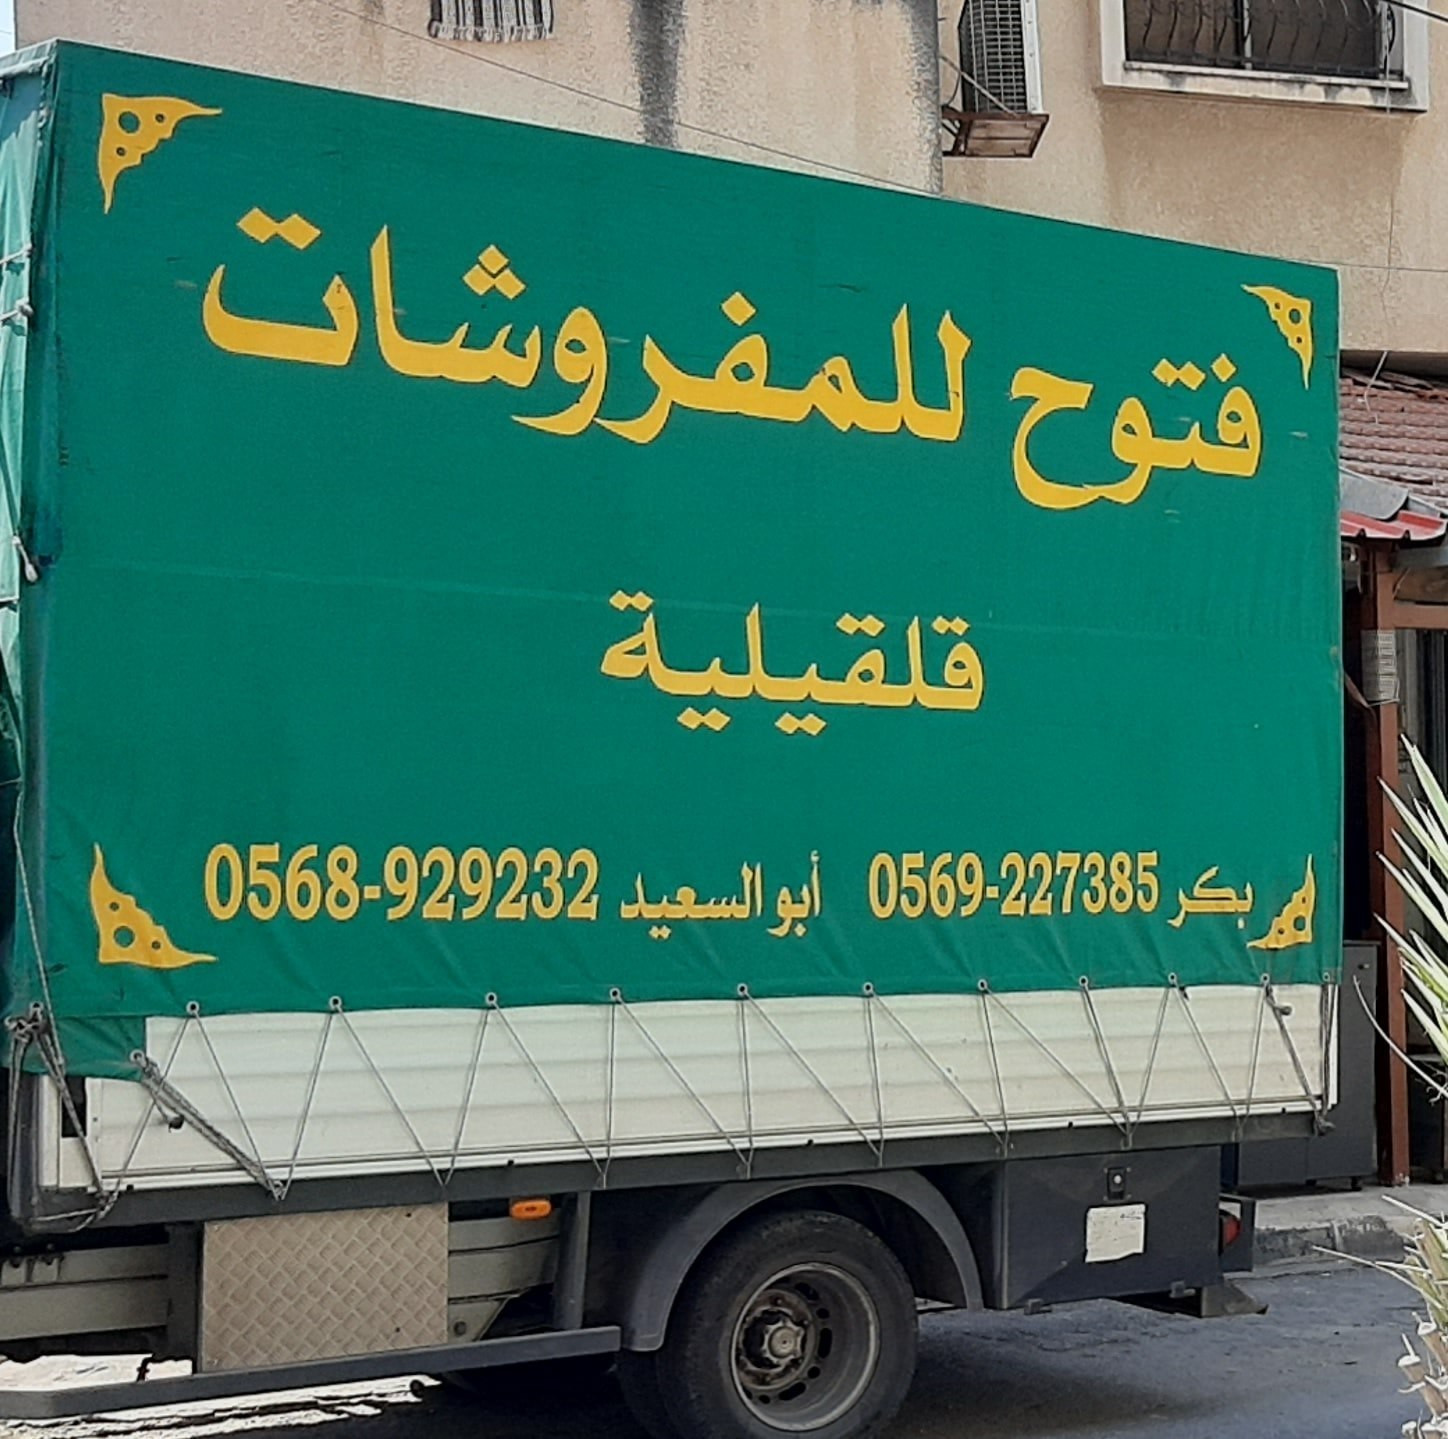 فتوح للمفروشات
قلقيلية
بكر 0569-227385 أبو السعيد 0568-929232